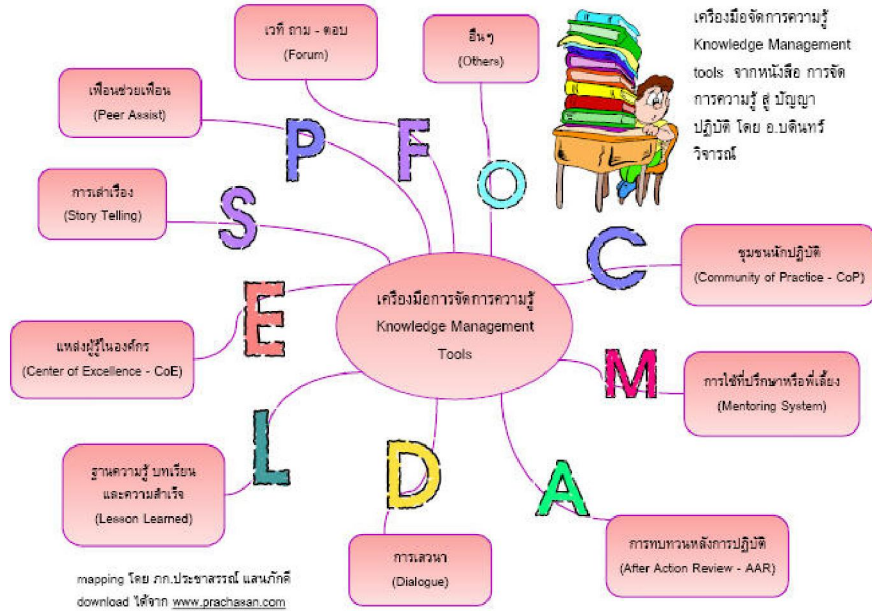 เวที ถาม - ตอบ
(Forum)
อื่นๆ
(Others)
เครื่องมือจัดการความรู้
Knowledge Management
tools จากหนังสือ การจัด
การความรู้ สู่ ปัญญา
ปฏิบัติ โดย อ.บดินทร์
วิจารณ์
เพื่อนช่วยเพื่อน
(Peer Assist)
การเล่าเรื่อง
(Story Telling)
แหล่งผู้รู้ในองค์กร
(Center of Excellence - CoE)
ฐานความรู้ บทเรียน
และความสำเร็จ
(Lesson Learned)
P
F
O
S
C
E
M
L
D
A
เครื่องมือการจัดการความรู้
Knowledge Management
Tools
ชุมชนนักปฏิบัติ
(Community of Practice - CoP)
การใช้ที่ปรึกษาหรือพี่เลี้ยง
(Mentoring System)
การทบทวนหลังการปฏิบัติ
(After Action Review - AAR)
การเสวนา
(Dialogue)
mapping โดย ภก.ประชาสรรณ์ แสนภักดี
download ได้จาก www.prachasan.com